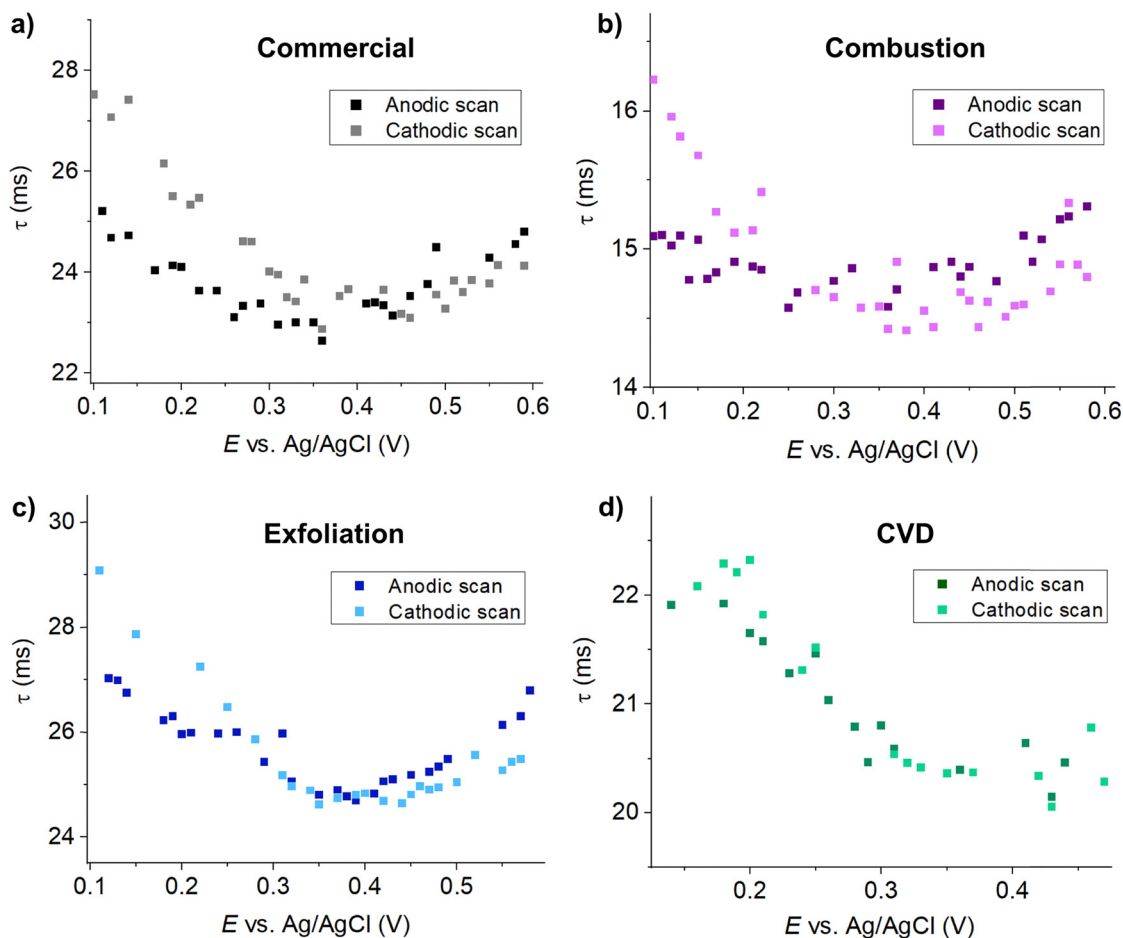 a)
Commercial
Anodic scan
Cathodic scan
τ (ms)
28
26
24
22
0.1 0.2 0.3 0.4 0.5 0.6
E vs. Ag/AgCl (V)
b)
Combustion
Anodic scan
Cathodic scan
τ (ms)
16
15
14
0.1 0.2 0.3 0.4 0.5 0.6
E vs. Ag/AgCl (V)
c)
Exfoliation
Anodic scan
Cathodic scan
τ (ms)
30
28
26
24
0.1 0.2 0.3 0.4 0.5
E vs. Ag/AgCl (V)
d)
CVD
Anodic scan
Cathodic scan
τ (ms)
22
21
20
0.2 0.3 0.4
E vs. Ag/AgCl (V)